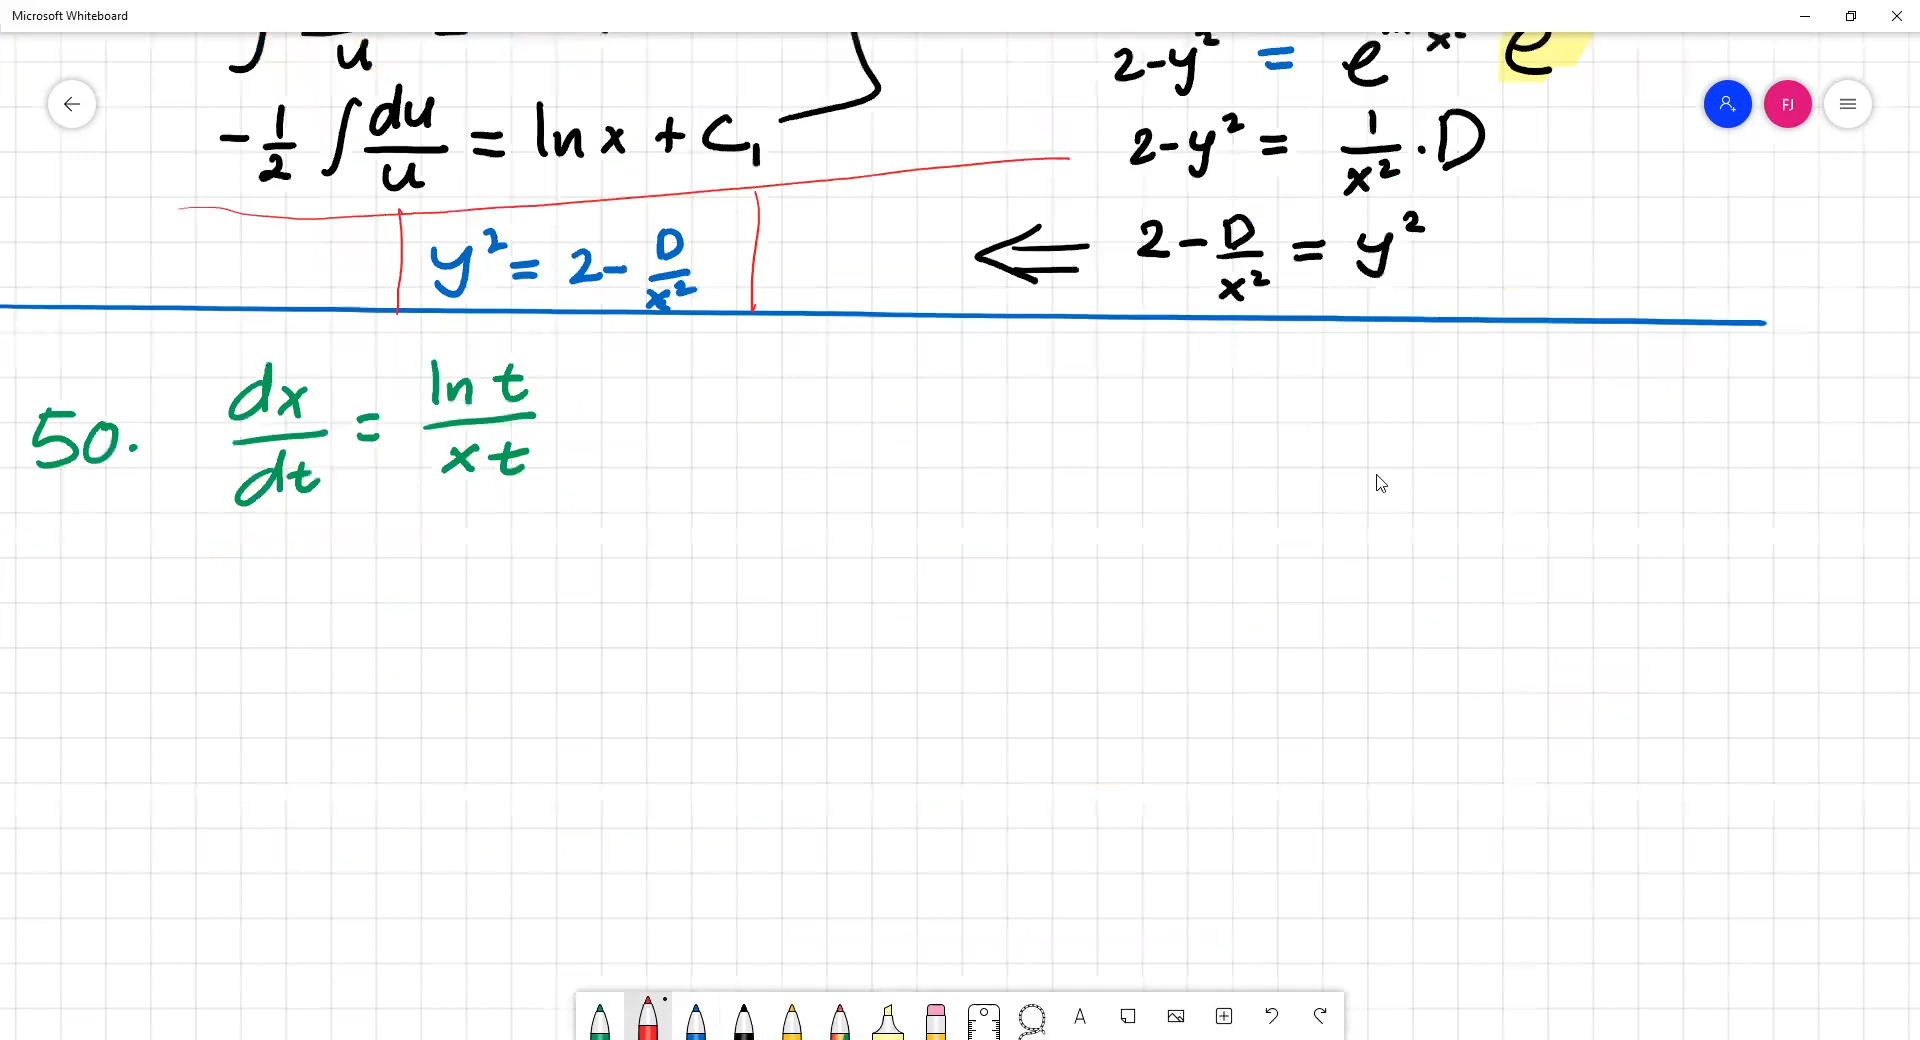 Microsoft Whiteboard
u
-1/2 ∫ du/u = ln x + C₁
y² = 2 - D/x²
2-y² = e e
2-y² = 1/x² · D
⇐ 2 - D/x² = y²
FJ
50. dx/dt = ln t/xt
A